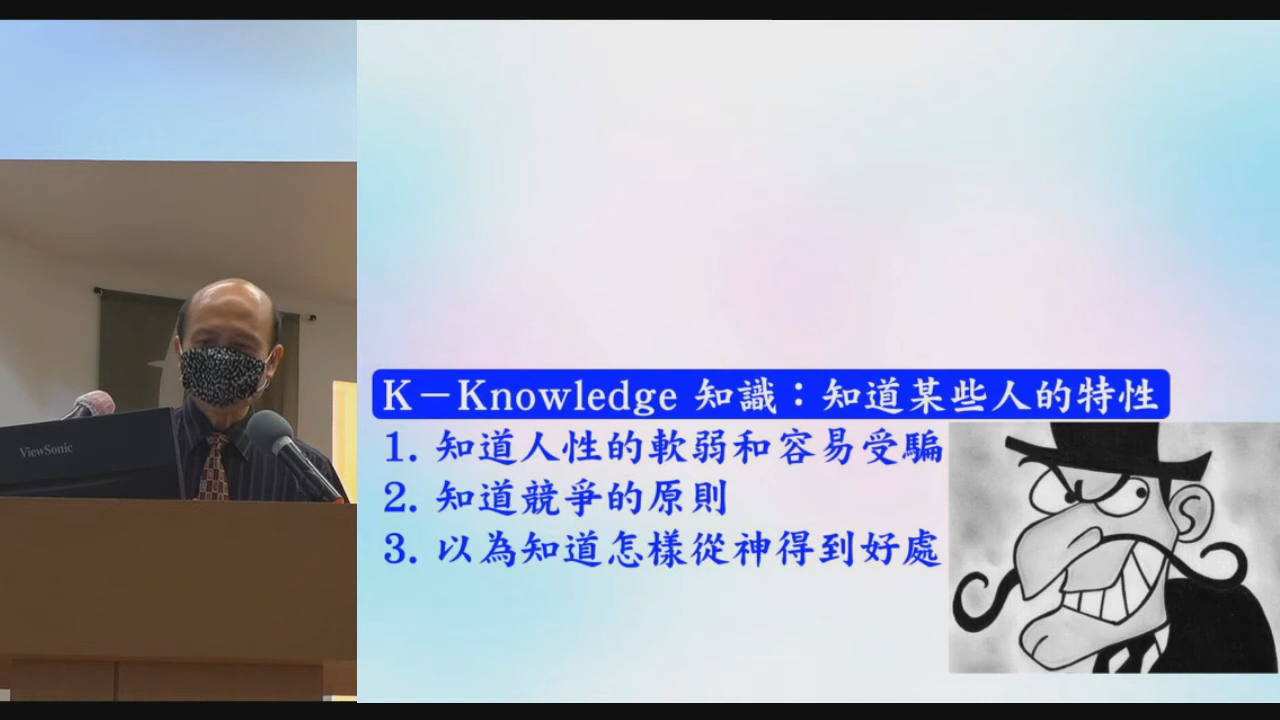 K－Knowledge 知識：知道某些人的特性
1. 知道人性的軟弱和容易受騙
2. 知道競爭的原則
3. 以為知道怎樣從神得到好處
ViewSonic